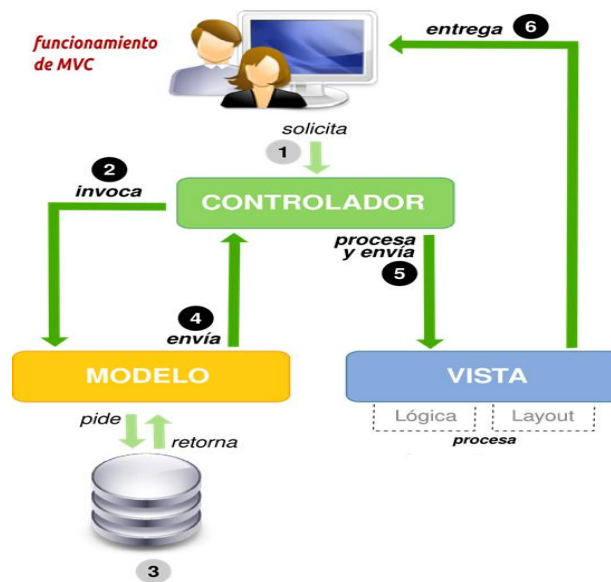 funcionamiento
de MVC
entrega 6
solicita
1
2
invoca
CONTROLADOR
procesa
y envía
5
4
envía
MODELO
VISTA
Lógica
Layout
procesa
pide
retorna
3